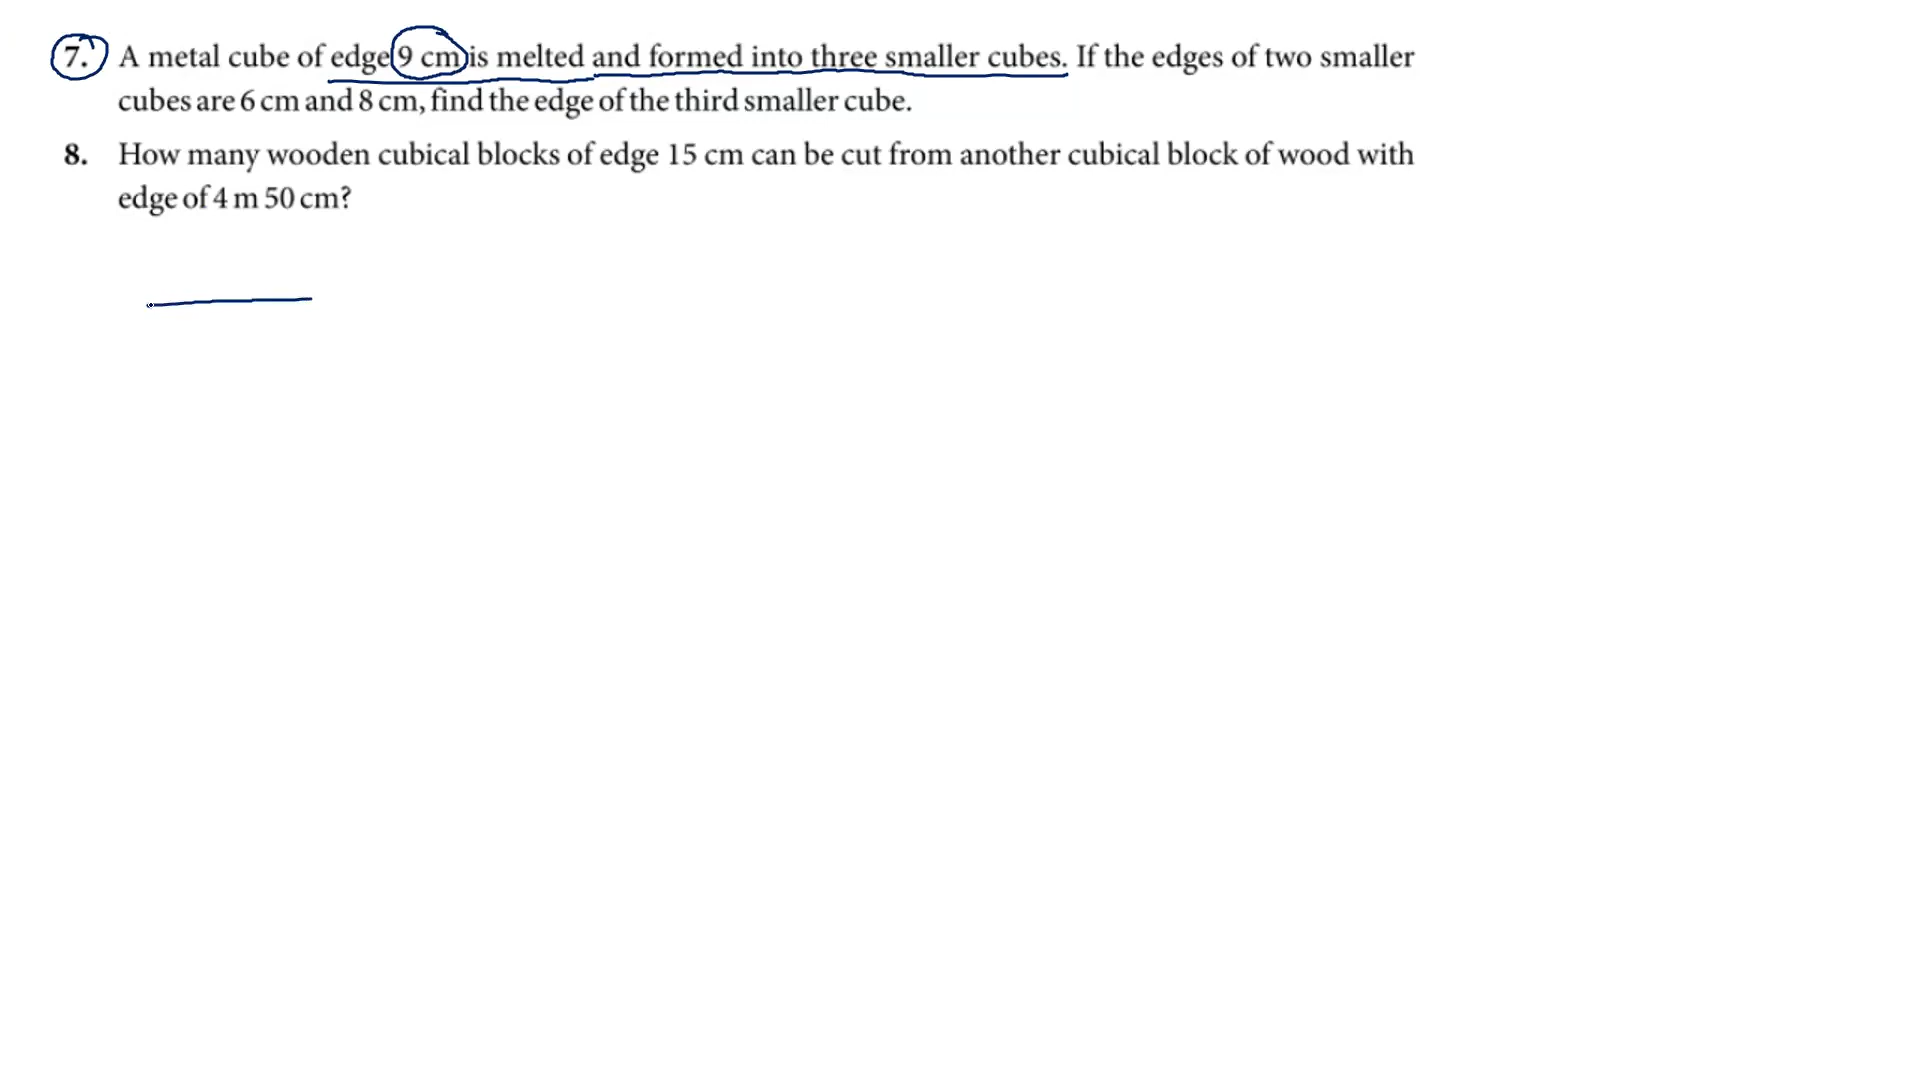 7. A metal cube of edge 9 cm is melted and formed into three smaller cubes. If the edges of two smaller
cubes are 6 cm and 8 cm, find the edge of the third smaller cube.
8. How many wooden cubical blocks of edge 15 cm can be cut from another cubical block of wood with
edge of 4 m 50 cm?